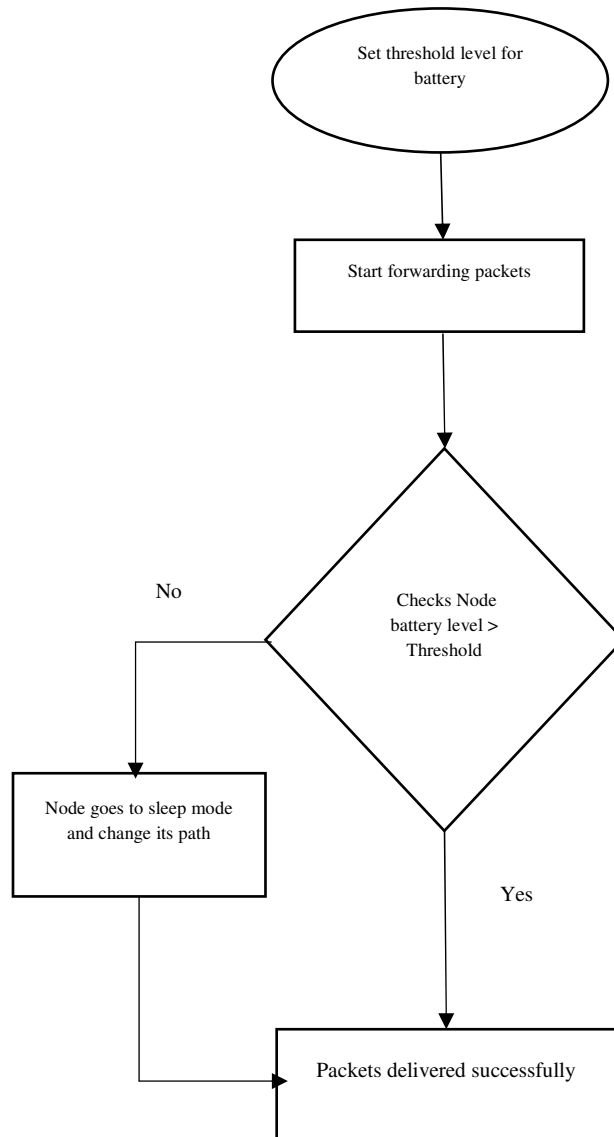 Set threshold level for
battery
Start forwarding packets
No
Checks Node
battery level >
Threshold
Node goes to sleep mode
and change its path
Yes
Packets delivered successfully